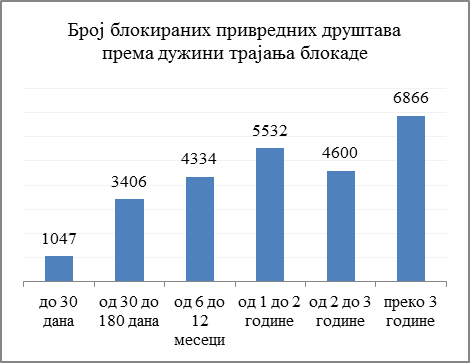 Број блокираних привредних друштава
према дужини трајања блокаде
1047
3406
4334
5532
4600
6866
до 30
дана
од 30 до
180 дана
од 6 до
12
месеци
од 1 до 2
године
од 2 до 3
године
преко 3
године